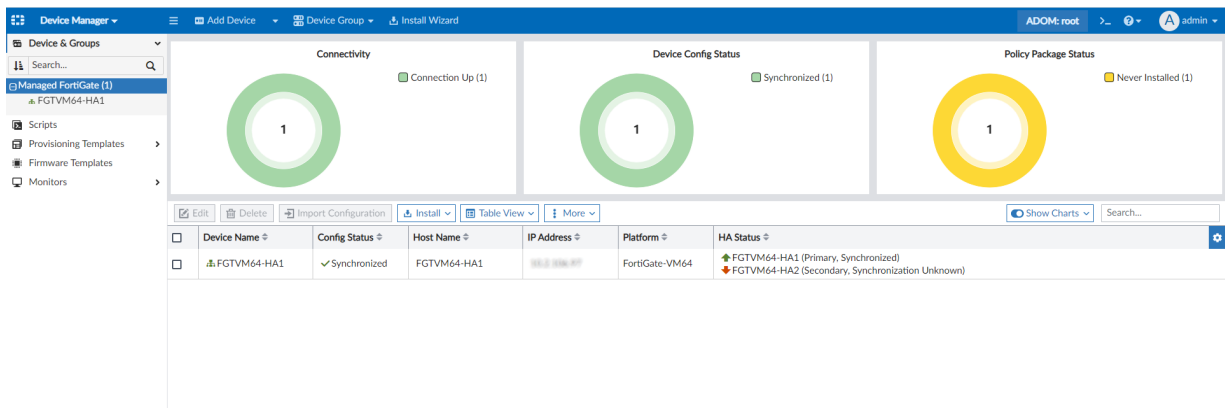 Device Manager
Add Device
Device Group
Install Wizard
ADOM: root
>_
?
A
admin
Device & Groups
Search...
Managed FortiGate (1)
FGTVM64-HA1
Scripts
Provisioning Templates
Firmware Templates
Monitors
Connectivity
1
Connection Up (1)
Device Config Status
1
Synchronized (1)
Policy Package Status
1
Never Installed (1)
Edit
Delete
Import Configuration
Install
Table View
More
Show Charts
Search...
Device Name
Config Status
Host Name
IP Address
Platform
HA Status
FGTVM64-HA1
Synchronized
FGTVM64-HA1
FortiGate-VM64
FGTVM64-HA1 (Primary, Synchronized)
FGTVM64-HA2 (Secondary, Synchronization Unknown)